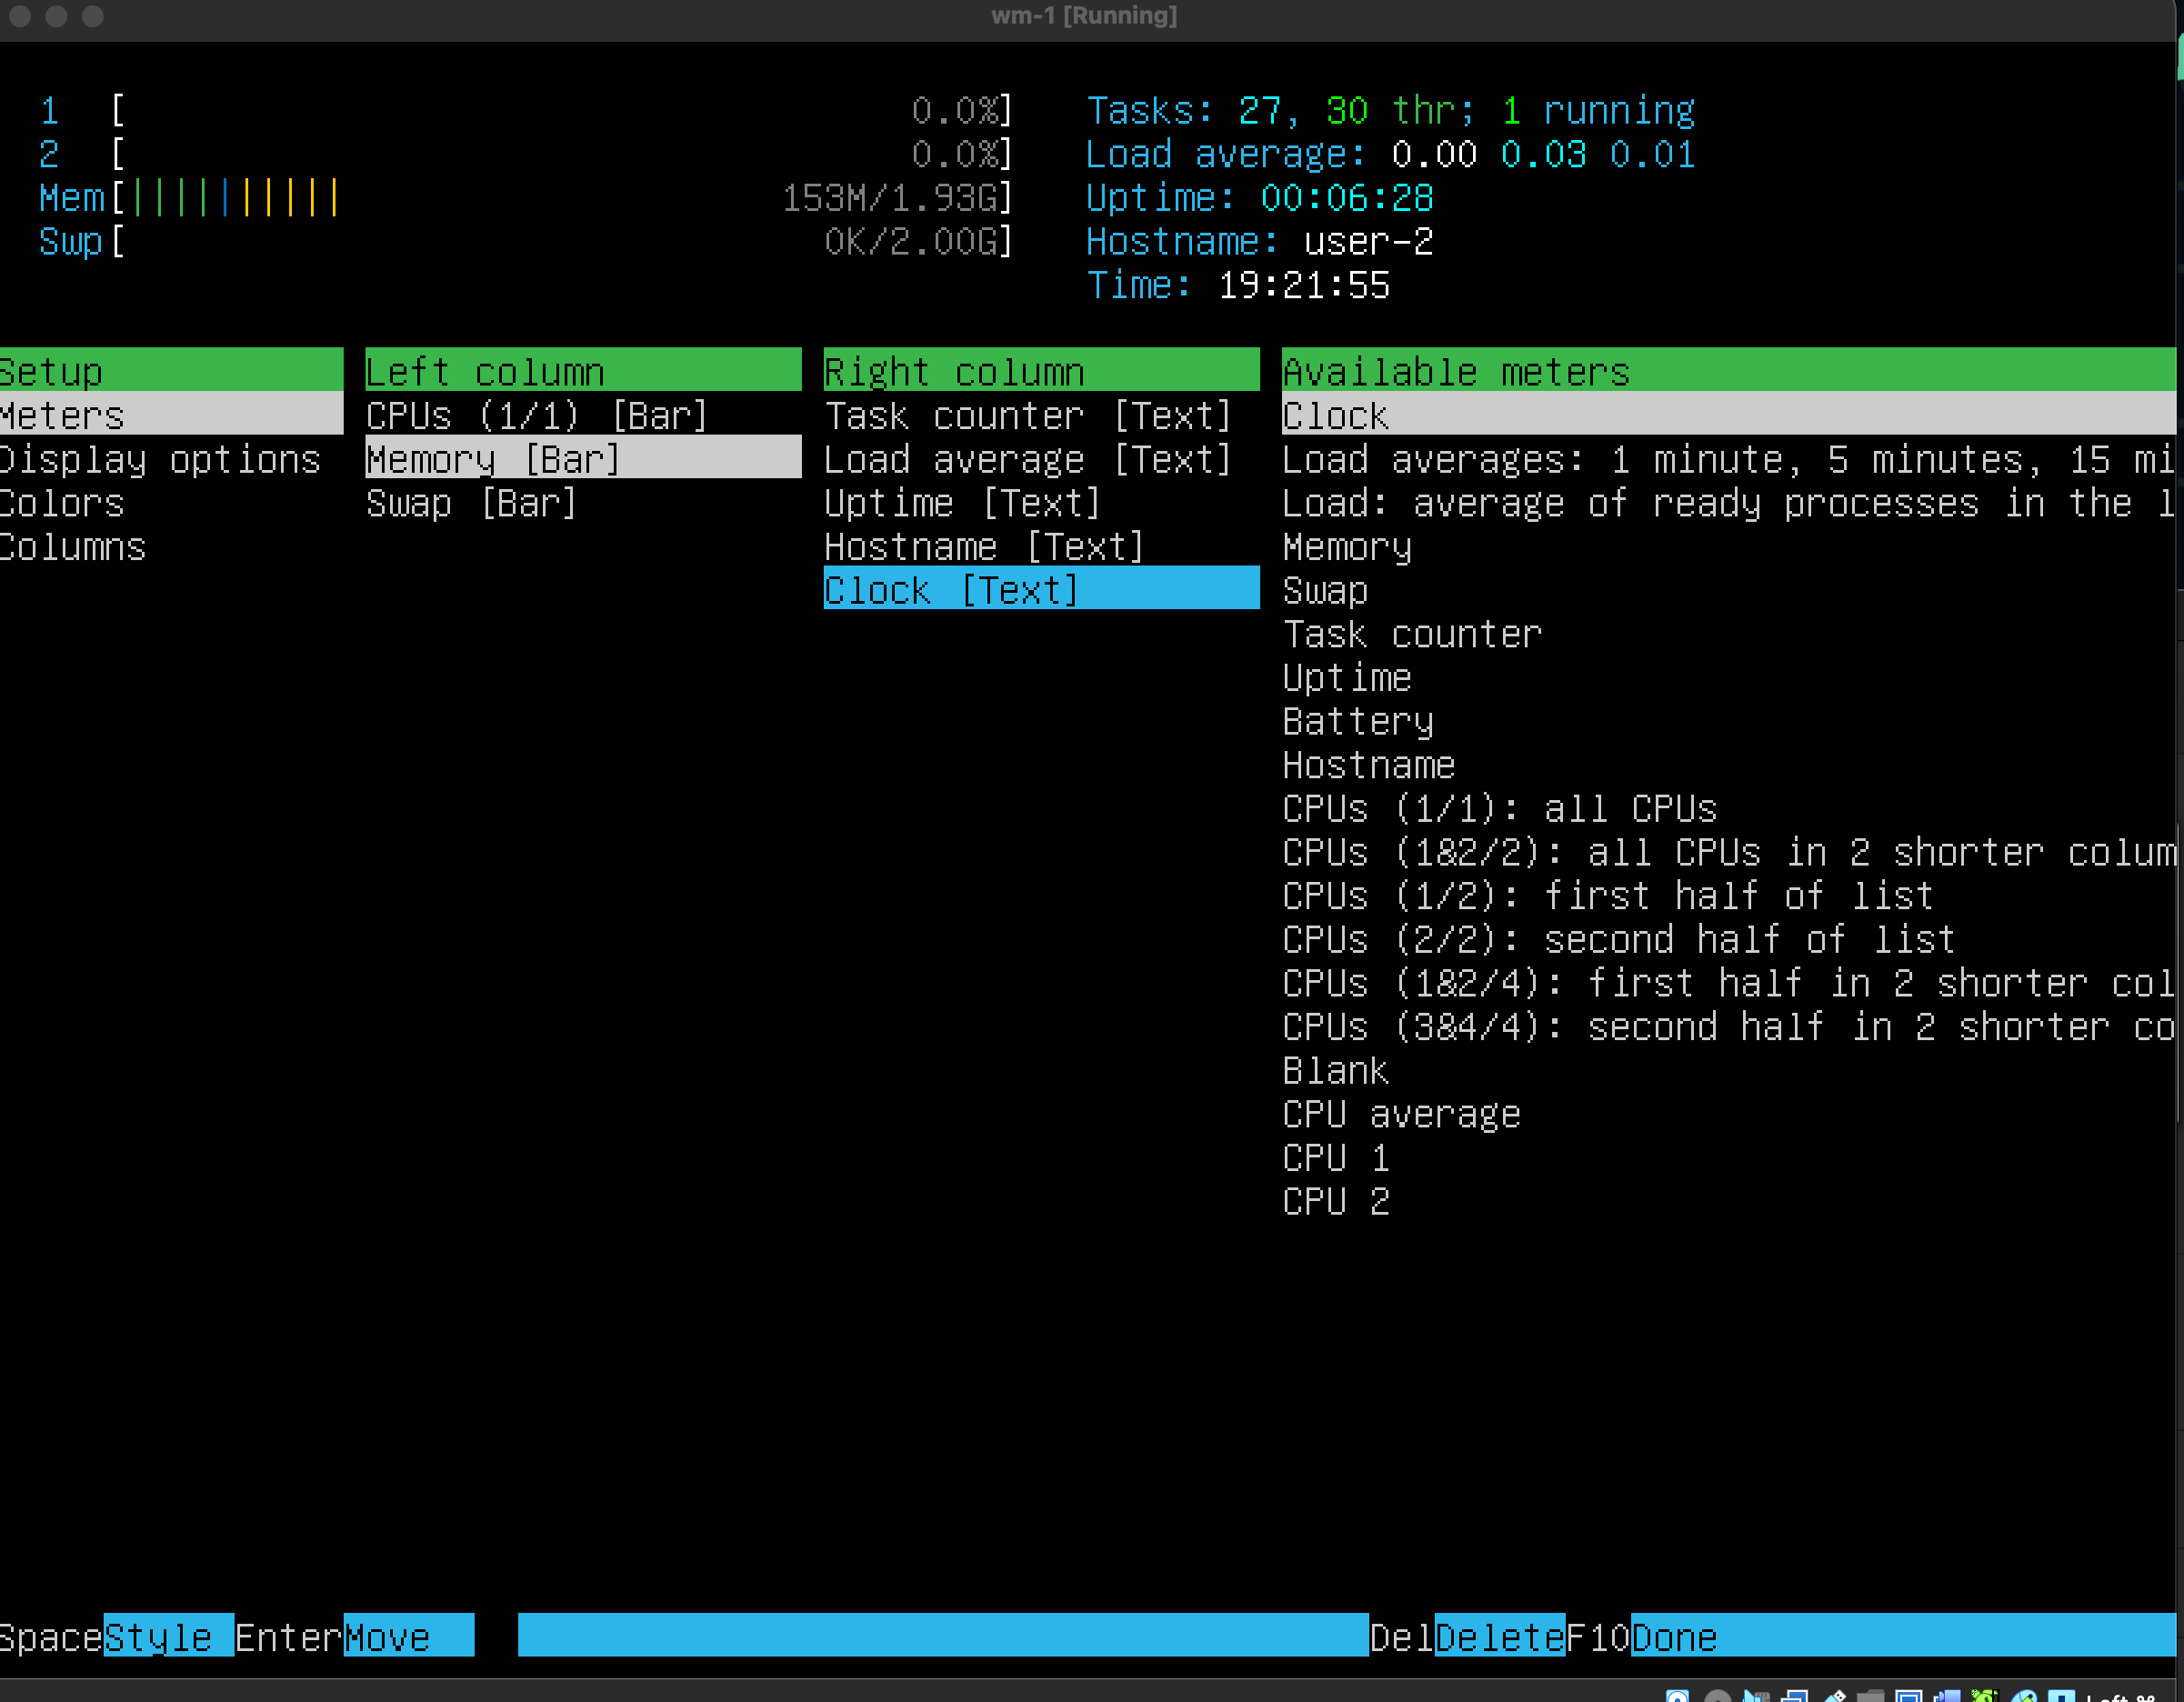 wm-1 [Running]
1 [ 0.0%] Tasks: 27, 30 thr; 1 running
2 [ 0.0%] Load average: 0.00 0.03 0.01
Mem[|||||||||| 153M/1.93G] Uptime: 00:06:28
Swp[ 0K/2.00G] Hostname: user-2
Time: 19:21:55
Setup Left column Right column Available meters
Meters CPUs (1/1) [Bar] Task counter [Text] Clock
Display options Memory [Bar] Load average [Text] Load averages: 1 minute, 5 minutes, 15 mi
Colors Swap [Bar] Uptime [Text] Load: average of ready processes in the l
Columns Hostname [Text] Memory
Clock [Text] Swap
Task counter
Uptime
Battery
Hostname
CPUs (1/1): all CPUs
CPUs (1&2/2): all CPUs in 2 shorter colum
CPUs (1/2): first half of list
CPUs (2/2): second half of list
CPUs (1&2/4): first half in 2 shorter col
CPUs (3&4/4): second half in 2 shorter co
Blank
CPU average
CPU 1
CPU 2
SpaceStyle EnterMove DelDeleteF10Done
Left ⌘